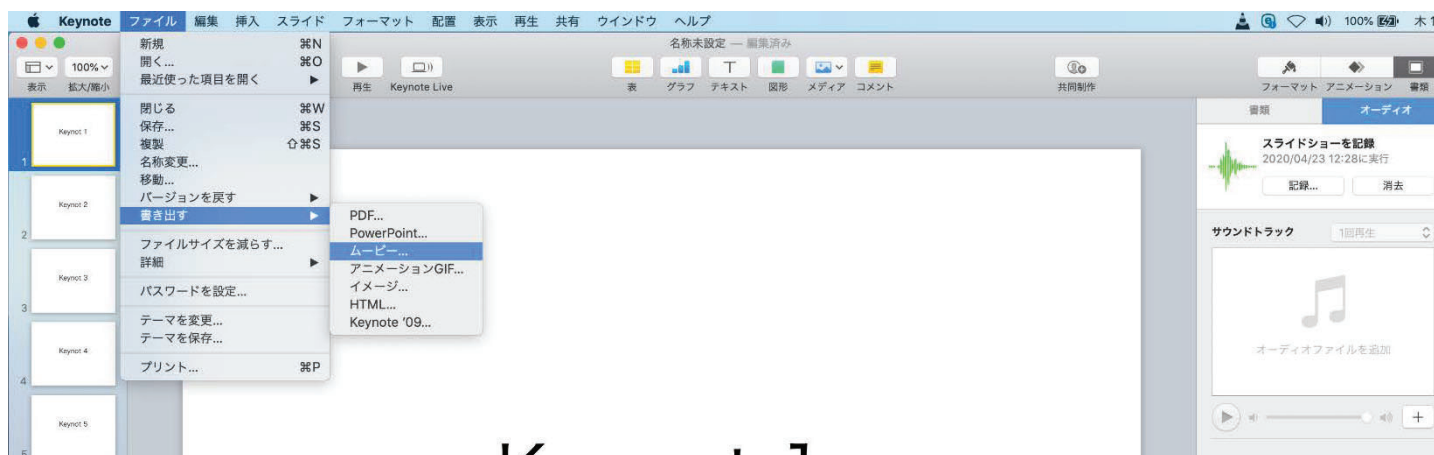 Keynote ファイル 編集 挿入 スライド フォーマット 配置 表示 再生 共有 ウインドウ ヘルプ 100% 木
名称未設定 — 編集済み
100%
表示 拡大/縮小 再生 Keynote Live 表 グラフ テキスト 図形 メディア コメント 共同制作 フォーマット アニメーション 書類
新規 ⌘N
開く... ⌘O
最近使った項目を開く ▶
閉じる ⌘W
保存... ⌘S
複製 ⇧⌘S
名称変更...
移動...
バージョンを戻す ▶
書き出す ▶
ファイルサイズを減らす...
詳細 ▶
パスワードを設定...
テーマを変更...
テーマを保存...
プリント... ⌘P
PDF...
PowerPoint...
ムービー...
アニメーションGIF...
イメージ...
HTML...
Keynote '09...
Keynot 1
1
Keynot 2
2
Keynot 3
3
Keynot 4
4
Keynot 5
書類 オーディオ
スライドショーを記録
2020/04/23 12:28に実行
記録... 消去
サウンドトラック 1回再生
オーディオファイルを追加